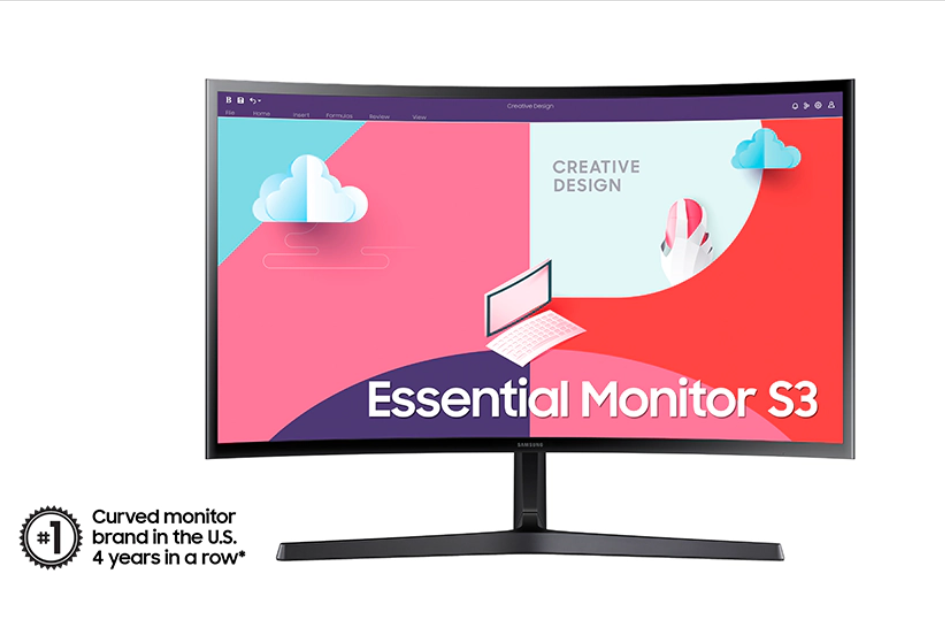 B
Creative Design
File Home Insert Formulas Review View
CREATIVE
DESIGN
Essential Monitor S3
SAMSUNG
#1
Curved monitor
brand in the U.S.
4 years in a row*